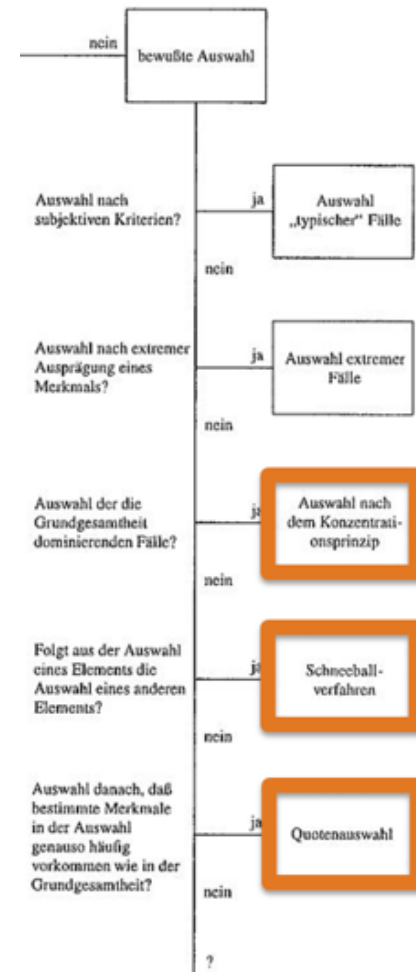 nein
bewußte Auswahl
Auswahl nach
subjektiven Kriterien?
ja
Auswahl
„typischer“ Fälle
nein
Auswahl nach extremer
Ausprägung eines
Merkmals?
ja
Auswahl extremer
Fälle
nein
Auswahl der die
Grundgesamtheit
dominierenden Fälle?
ja
Auswahl nach
dem Konzentrati-
onsprinzip
nein
Folgt aus der Auswahl
eines Elements die
Auswahl eines anderen
Elements?
ja
Schneeball-
verfahren
nein
Auswahl danach, daß
bestimmte Merkmale
in der Auswahl
genauso häufig
vorkommen wie in der
Grundgesamtheit?
ja
Quotenauswahl
nein
?